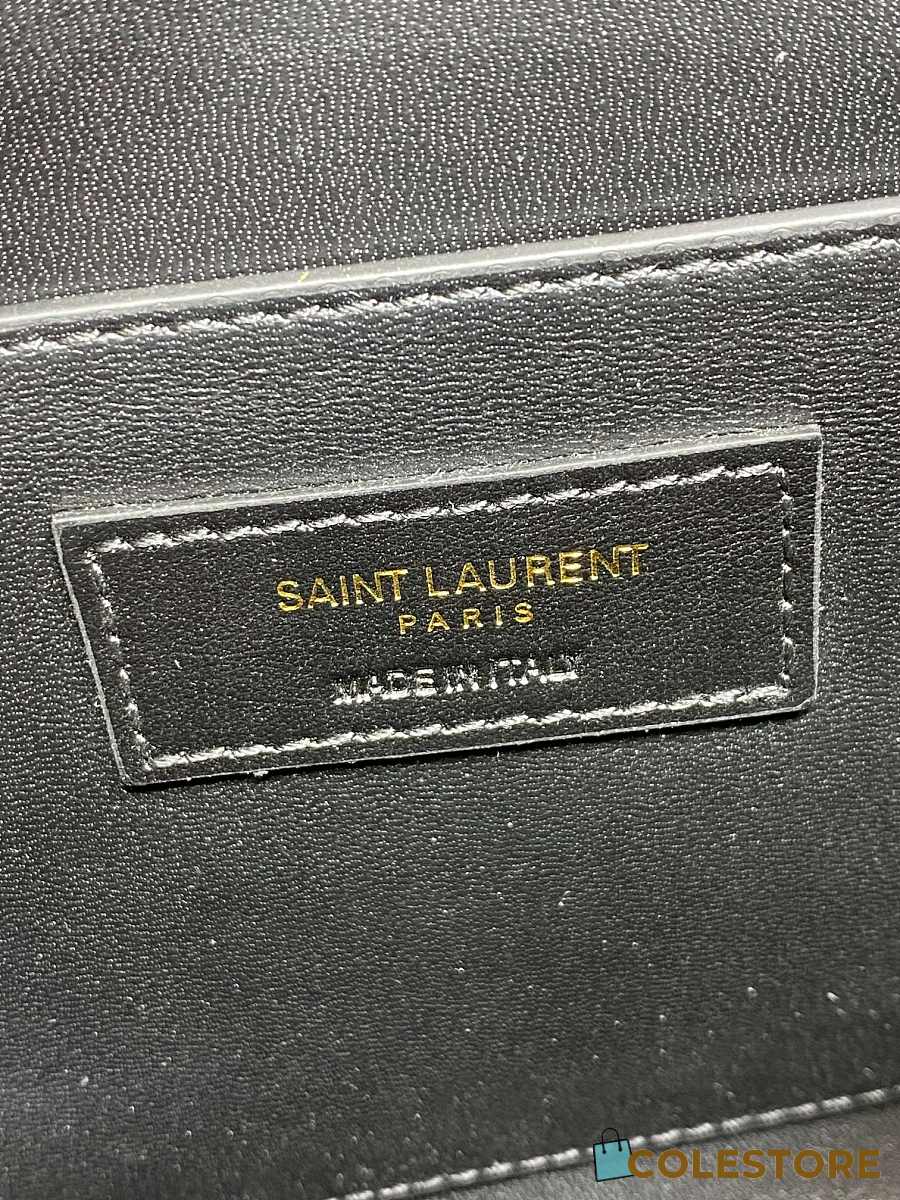 SAINT LAURENT
PARIS
MADE IN ITALY
COLESTORE